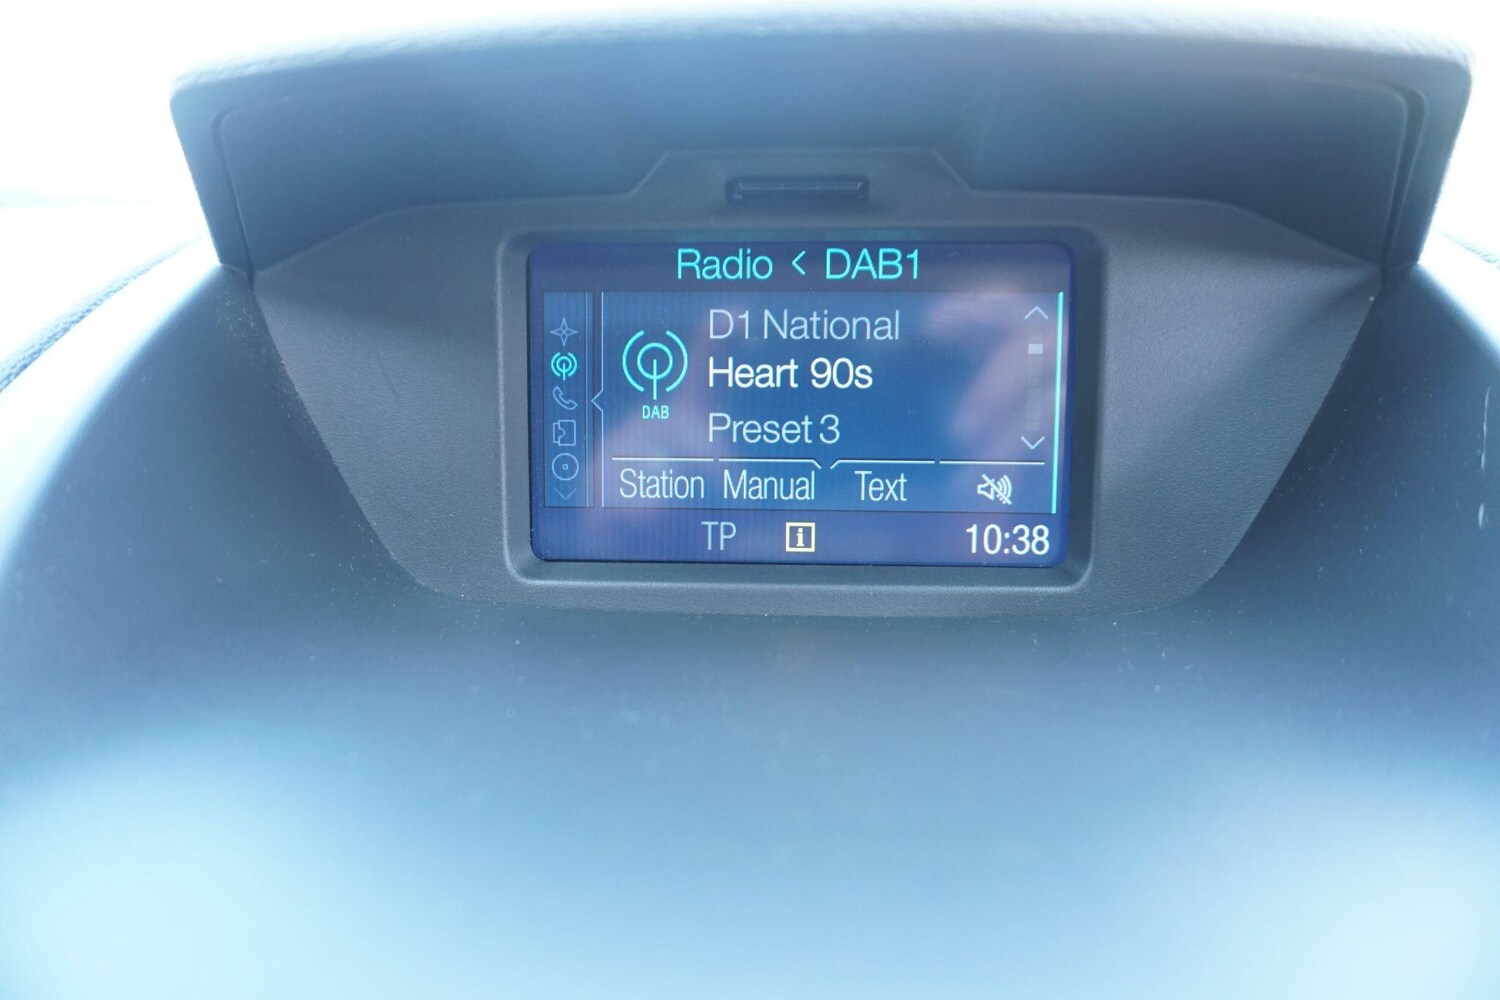 Radio < DAB1
D1 National
Heart 90s
DAB
Preset 3
Station Manual Text
TP i 10:38